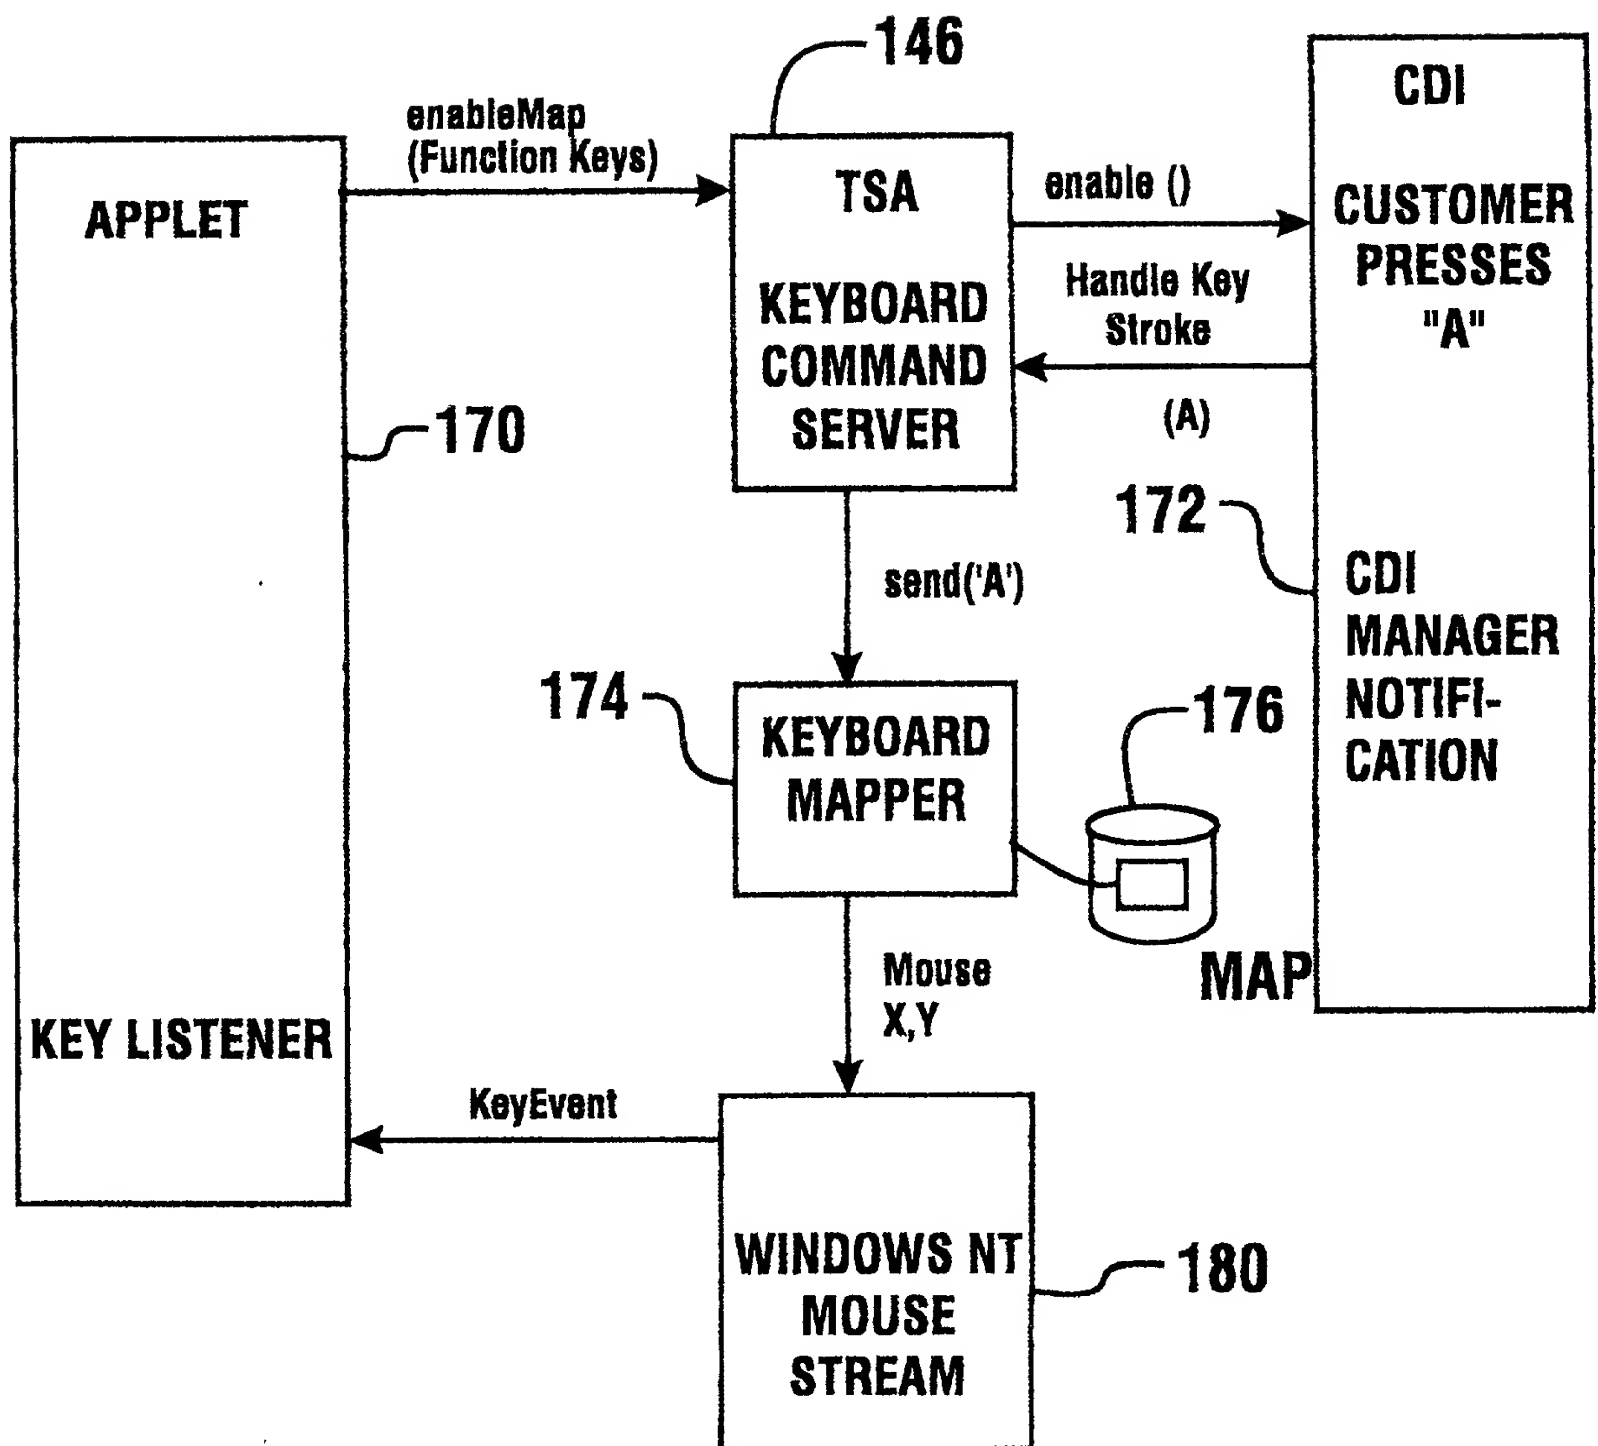 146
CDI
enableMap
(Function Keys)
APPLET
TSA
enable ()
CUSTOMER
PRESSES
"A"
KEYBOARD
COMMAND
SERVER
Handle Key
Stroke
(A)
170
172
send('A')
CDI
MANAGER
NOTIFI-
CATION
174
KEYBOARD
MAPPER
176
MAP
Mouse
X,Y
KEY LISTENER
KeyEvent
WINDOWS NT
MOUSE
STREAM
180